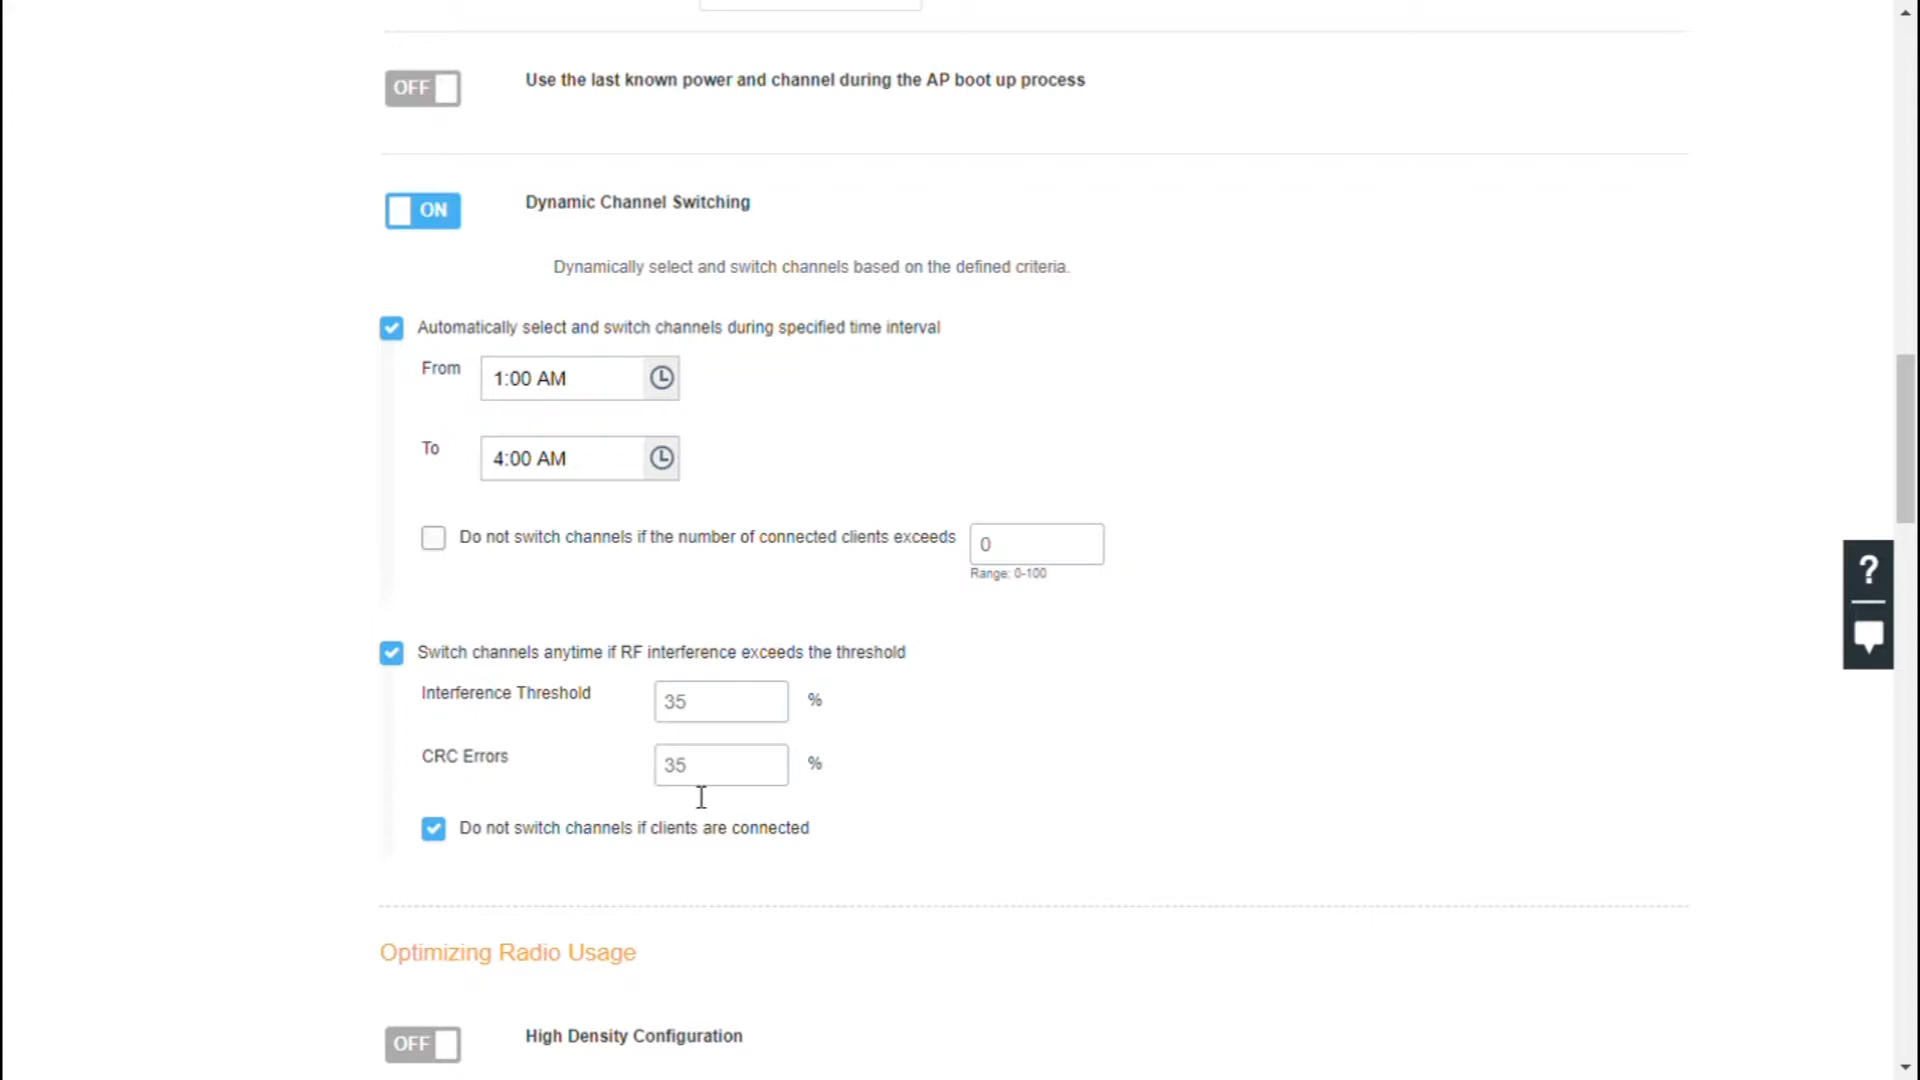 OFF Use the last known power and channel during the AP boot up process
ON Dynamic Channel Switching
Dynamically select and switch channels based on the defined criteria.
Automatically select and switch channels during specified time interval
From 1:00 AM
To 4:00 AM
Do not switch channels if the number of connected clients exceeds 0
Range: 0-100
?
Switch channels anytime if RF interference exceeds the threshold
Interference Threshold 35 %
CRC Errors 35 %
Do not switch channels if clients are connected
Optimizing Radio Usage
OFF High Density Configuration